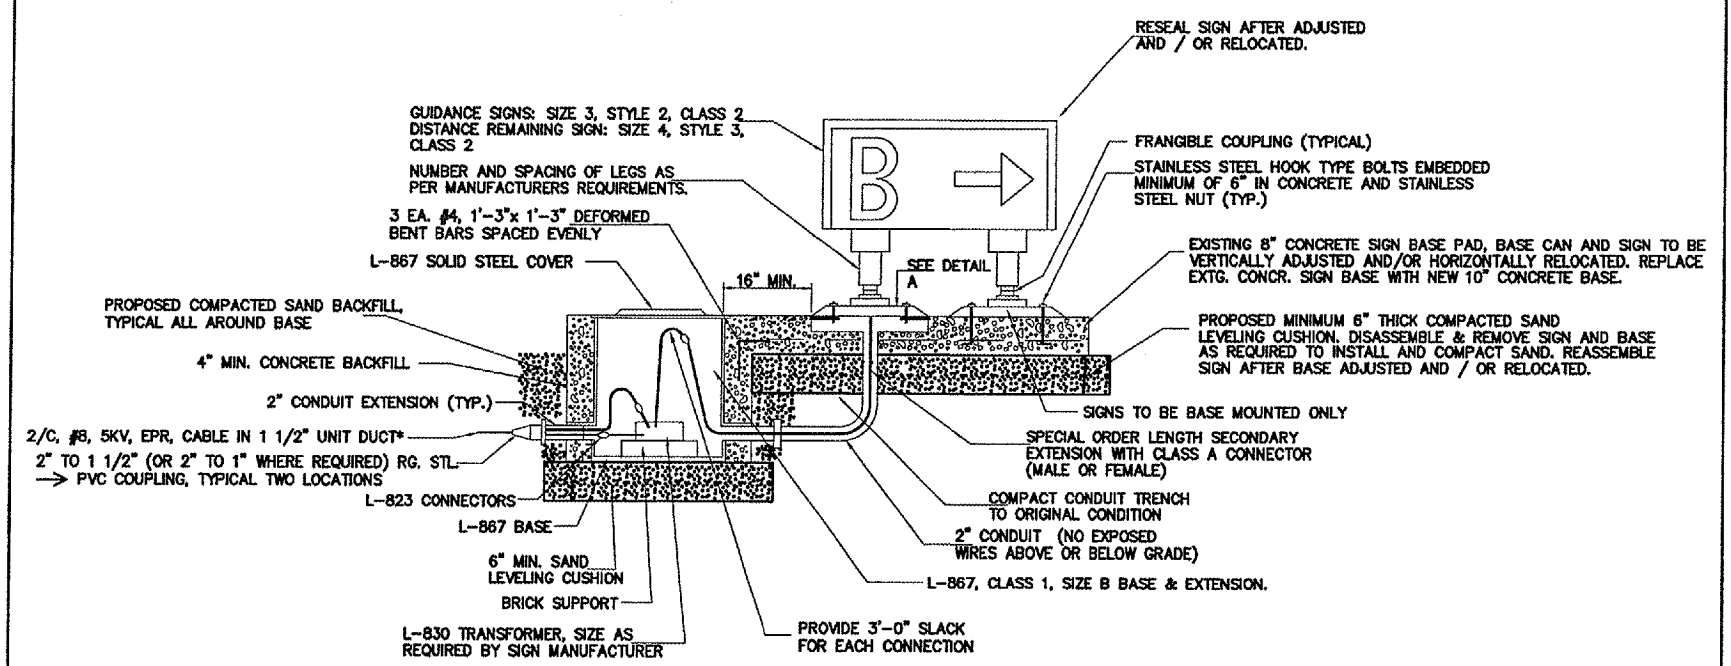 RESEAL SIGN AFTER ADJUSTED
AND / OR RELOCATED.
GUIDANCE SIGNS: SIZE 3, STYLE 2, CLASS 2
DISTANCE REMAINING SIGN: SIZE 4, STYLE 3,
CLASS 2
NUMBER AND SPACING OF LEGS AS
PER MANUFACTURERS REQUIREMENTS.
3 EA. #4, 1'-3"x 1'-3" DEFORMED
BENT BARS SPACED EVENLY
L-867 SOLID STEEL COVER
PROPOSED COMPACTED SAND BACKFILL,
TYPICAL ALL AROUND BASE
4" MIN. CONCRETE BACKFILL
2" CONDUIT EXTENSION (TYP.)
2/C, #8, 5KV, EPR, CABLE IN 1 1/2" UNIT DUCT*
2" TO 1 1/2" (OR 2" TO 1" WHERE REQUIRED) RG. STL.
→ PVC COUPLING, TYPICAL TWO LOCATIONS
L-823 CONNECTORS
L-867 BASE
6" MIN. SAND
LEVELING CUSHION
BRICK SUPPORT
L-830 TRANSFORMER, SIZE AS
REQUIRED BY SIGN MANUFACTURER
B →
16" MIN.
SEE DETAIL
A
FRANGIBLE COUPLING (TYPICAL)
STAINLESS STEEL HOOK TYPE BOLTS EMBEDDED
MINIMUM OF 6" IN CONCRETE AND STAINLESS
STEEL NUT (TYP.)
EXISTING 8" CONCRETE SIGN BASE PAD, BASE CAN AND SIGN TO BE
VERTICALLY ADJUSTED AND/OR HORIZONTALLY RELOCATED. REPLACE
EXTG. CONCR. SIGN BASE WITH NEW 10" CONCRETE BASE.
PROPOSED MINIMUM 6" THICK COMPACTED SAND
LEVELING CUSHION. DISASSEMBLE & REMOVE SIGN AND BASE
AS REQUIRED TO INSTALL AND COMPACT SAND. REASSEMBLE
SIGN AFTER BASE ADJUSTED AND / OR RELOCATED.
SIGNS TO BE BASE MOUNTED ONLY
SPECIAL ORDER LENGTH SECONDARY
EXTENSION WITH CLASS A CONNECTOR
(MALE OR FEMALE)
COMPACT CONDUIT TRENCH
TO ORIGINAL CONDITION
2" CONDUIT (NO EXPOSED
WIRES ABOVE OR BELOW GRADE)
L-867, CLASS 1, SIZE B BASE & EXTENSION.
PROVIDE 3'-0" SLACK
FOR EACH CONNECTION